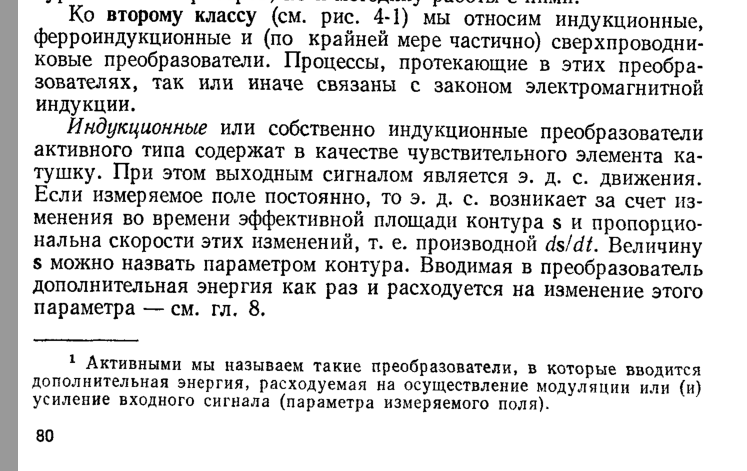 Ко второму классу (см. рис. 4-1) мы относим индукционные,
ферроиндукционные и (по крайней мере частично) сверхпроводни-
ковые преобразователи. Процессы, протекающие в этих преобра-
зователях, так или иначе связаны с законом электромагнитной
индукции.
Индукционные или собственно индукционные преобразователи
активного типа содержат в качестве чувствительного элемента ка-
тушку. При этом выходным сигналом является э. д. с. движения.
Если измеряемое поле постоянно, то э. д. с. возникает за счет из-
менения во времени эффективной площади контура s и пропорцио-
нальна скорости этих изменений, т. е. производной ds/dt. Величину
s можно назвать параметром контура. Вводимая в преобразователь
дополнительная энергия как раз и расходуется на изменение этого
параметра — см. гл. 8.
¹ Активными мы называем такие преобразователи, в которые вводится
дополнительная энергия, расходуемая на осуществление модуляции или (и)
усиление входного сигнала (параметра измеряемого поля).
80